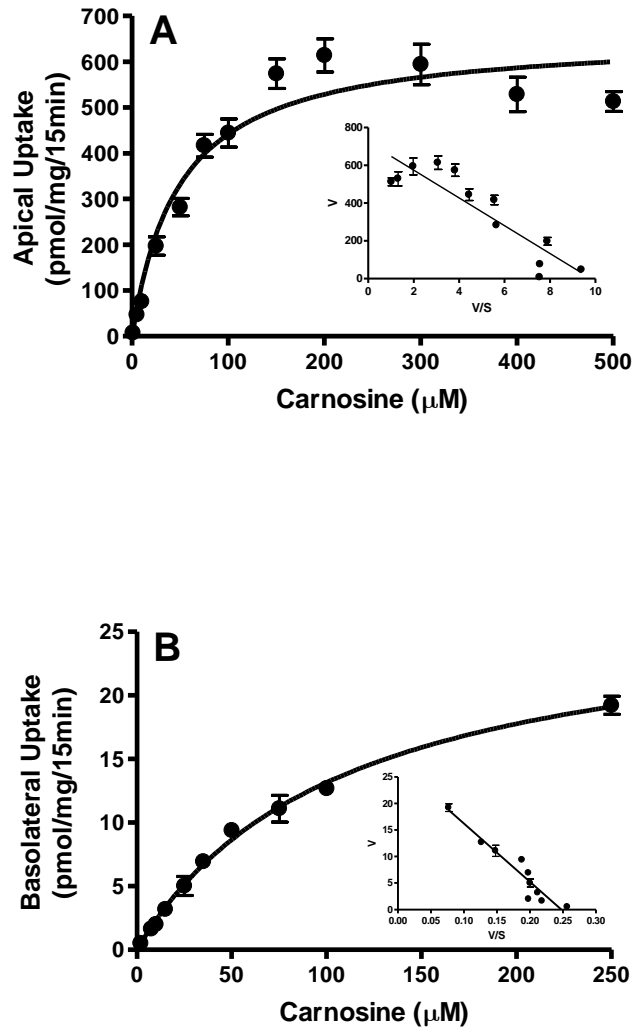 A
Apical Uptake
(pmol/mg/15min)
700
600
500
400
300
200
100
0
0 100 200 300 400 500
Carnosine (μM)
V
800
600
400
200
0
0 2 4 6 8 10
V/S
B
Basolateral Uptake
(pmol/mg/15min)
25
20
15
10
5
0
0 50 100 150 200 250
Carnosine (μM)
V
25
20
15
10
5
0
0.00 0.05 0.10 0.15 0.20 0.25 0.30
V/S